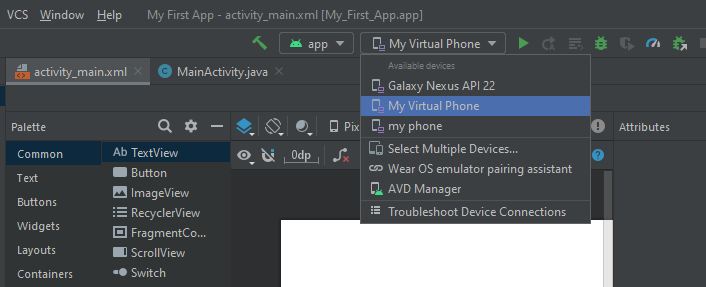 VCS Window Help My First App - activity_main.xml [My_First_App.app]
app My Virtual Phone
activity_main.xml MainActivity.java
Available devices
Galaxy Nexus API 22
My Virtual Phone
my phone
Select Multiple Devices...
Wear OS emulator pairing assistant
AVD Manager
Troubleshoot Device Connections
Palette
Pix
Attributes
0dp
Common
Text
Buttons
Widgets
Layouts
Containers
Ab TextView
Button
ImageView
RecyclerView
FragmentCo...
ScrollView
Switch